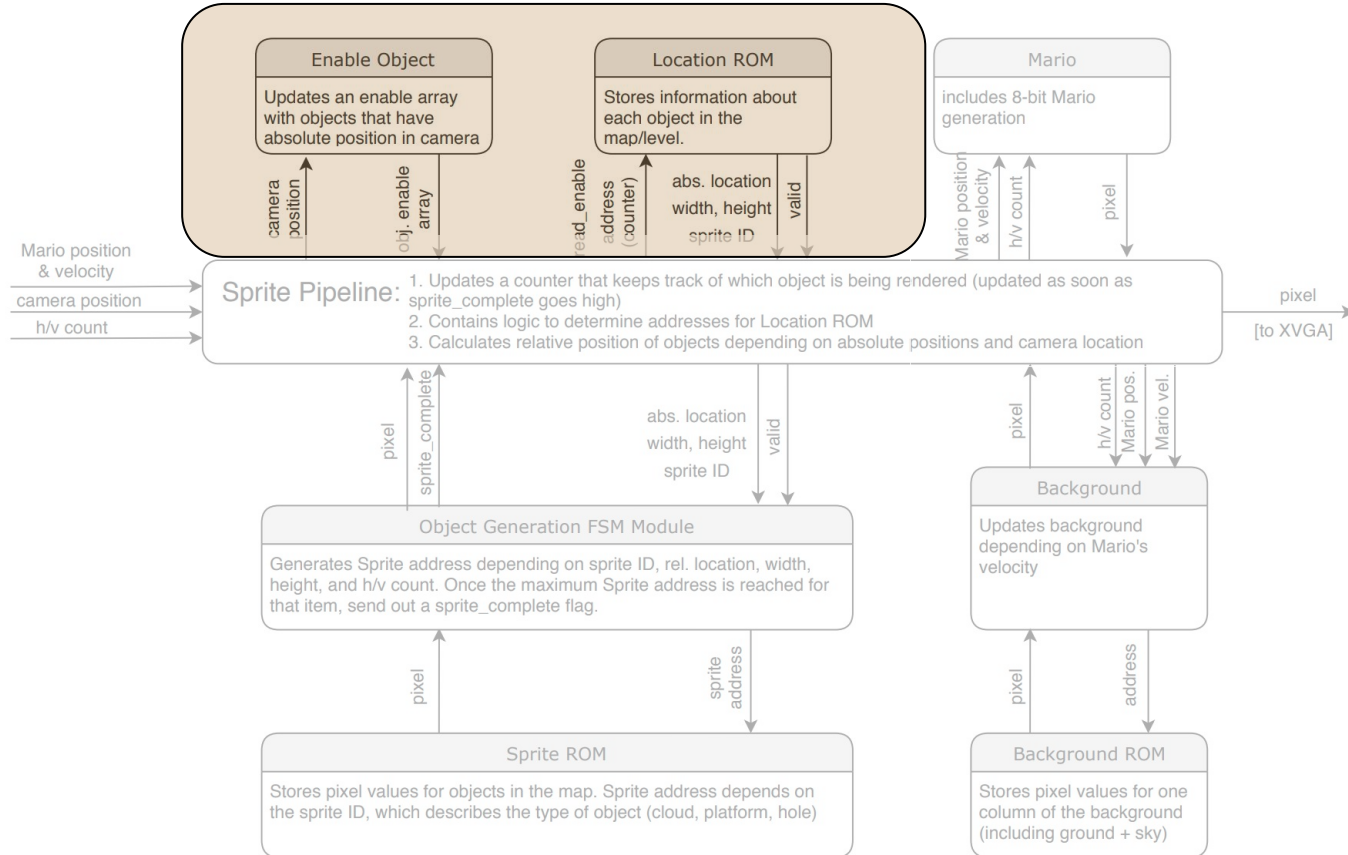 Enable Object
Updates an enable array
with objects that have
absolute position in camera
Location ROM
Stores information about
each object in the
map/level.
Mario
includes 8-bit Mario
generation
camera
position
obj. enable
array
read_enable
address
(counter)
abs. location
width, height
sprite ID
valid
Mario position
& velocity
h/v count
pixel
Mario position
& velocity
camera position
h/v count
Sprite Pipeline:
1. Updates a counter that keeps track of which object is being rendered (updated as soon as
sprite_complete goes high)
2. Contains logic to determine addresses for Location ROM
3. Calculates relative position of objects depending on absolute positions and camera location
pixel
[to XVGA]
pixel
sprite_complete
abs. location
width, height
sprite ID
valid
pixel
h/v count
Mario pos.
Mario vel.
Object Generation FSM Module
Generates Sprite address depending on sprite ID, rel. location, width,
height, and h/v count. Once the maximum Sprite address is reached for
that item, send out a sprite_complete flag.
Background
Updates background
depending on Mario's
velocity
pixel
sprite
address
pixel
address
Sprite ROM
Stores pixel values for objects in the map. Sprite address depends on
the sprite ID, which describes the type of object (cloud, platform, hole)
Background ROM
Stores pixel values for one
column of the background
(including ground + sky)